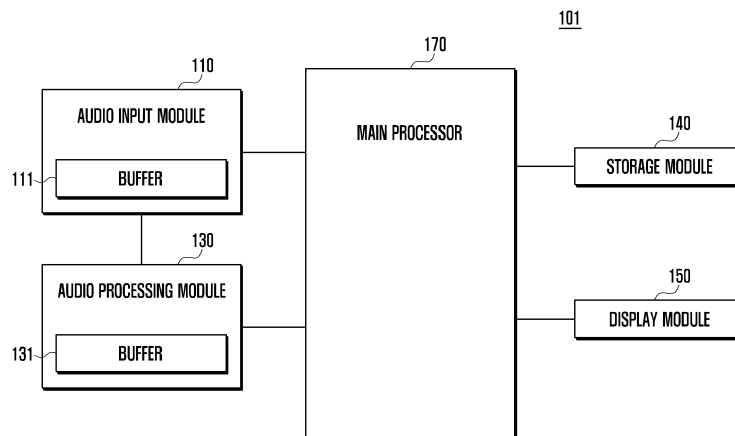 101
170
110
AUDIO INPUT MODULE
MAIN PROCESSOR
140
STORAGE MODULE
111
BUFFER
130
AUDIO PROCESSING MODULE
150
DISPLAY MODULE
131
BUFFER